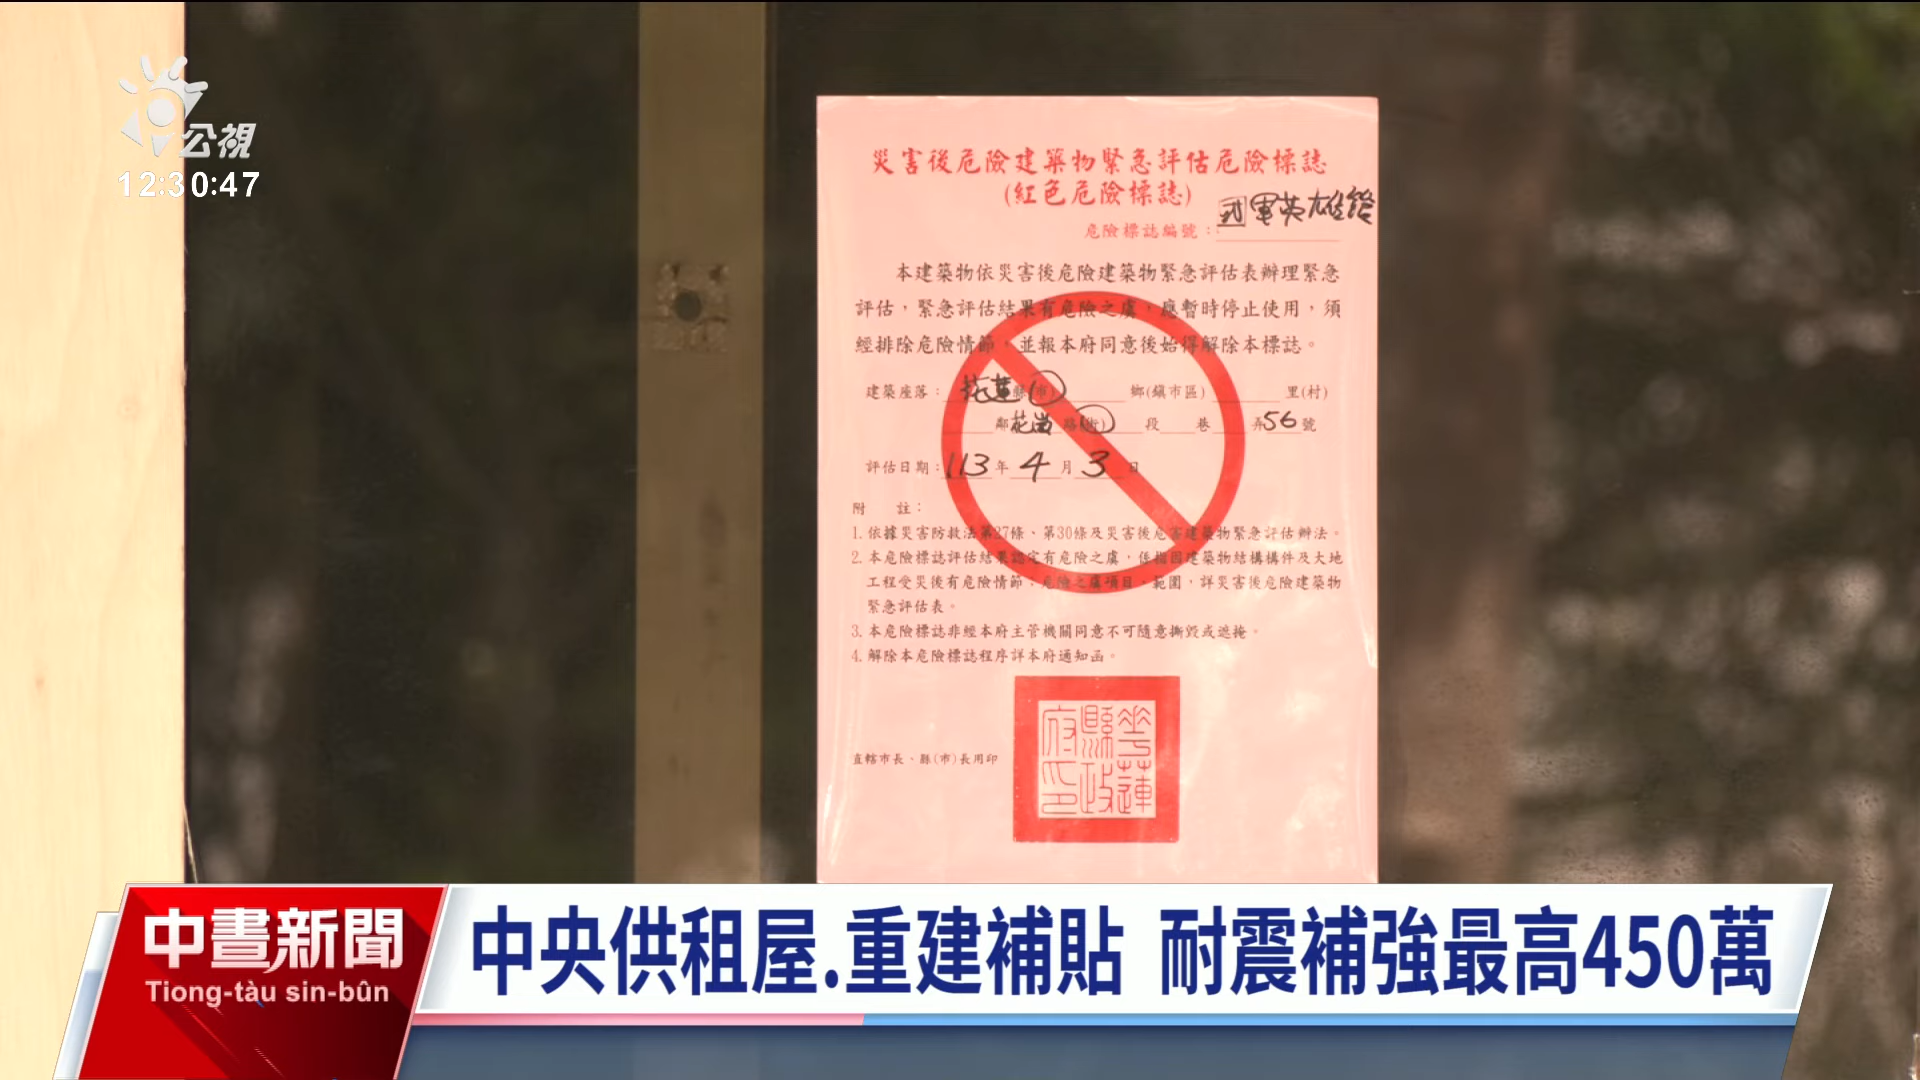 公視
12:30:47
災害後危險建築物緊急評估危險標誌
(紅色危險標誌)
國軍英雄館
危險標誌編號：
本建築物依災害後危險建築物緊急評估表辦理緊急
評估，緊急評估結果有危險之虞，應暫時停止使用，須
經排除危險情節，並報本府同意後始得解除本標誌。
建築座落：花蓮縣(市) 鄉(鎮市區) 里(村)
鄰花崗路(街) 段 巷 弄56號
評估日期：113年4月3日
附 註：
1.依據災害防救法第27條、第30條及災害後危害建築物緊急評估辦法。
2.本危險標誌評估結果認定有危險之虞，係指因建築物結構構件及大地
工程受災後有危險情節；危險之虞項目、範圍，詳災害後危險建築物
緊急評估表。
3.本危險標誌非經本府主管機關同意不可隨意撕毀或遮掩。
4.解除本危險標誌程序詳本府通知函。
直轄市長、縣(市)長用印
花蓮縣政府印
中晝新聞
Tiong-tàu sin-bûn
中央供租屋.重建補貼 耐震補強最高450萬